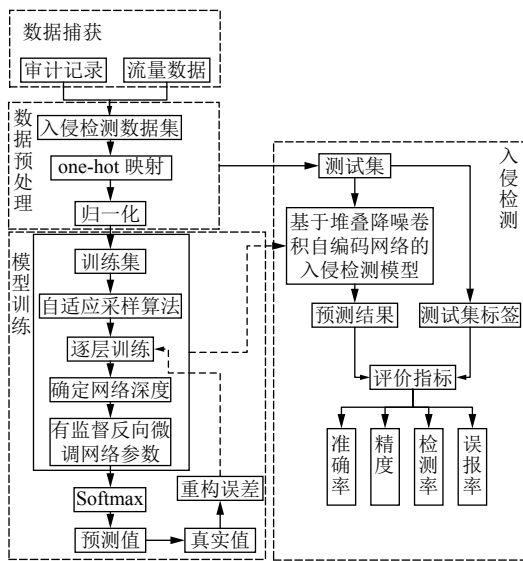 数据捕获
审计记录
流量数据
数据预处理
入侵检测数据集
one-hot 映射
归一化
模型训练
训练集
自适应采样算法
逐层训练
确定网络深度
有监督反向微
调网络参数
Softmax
预测值
真实值
重构误差
入侵检测
测试集
基于堆叠降噪卷
积自编码网络的
入侵检测模型
预测结果
测试集标签
评价指标
准确率
精度
检测率
误报率